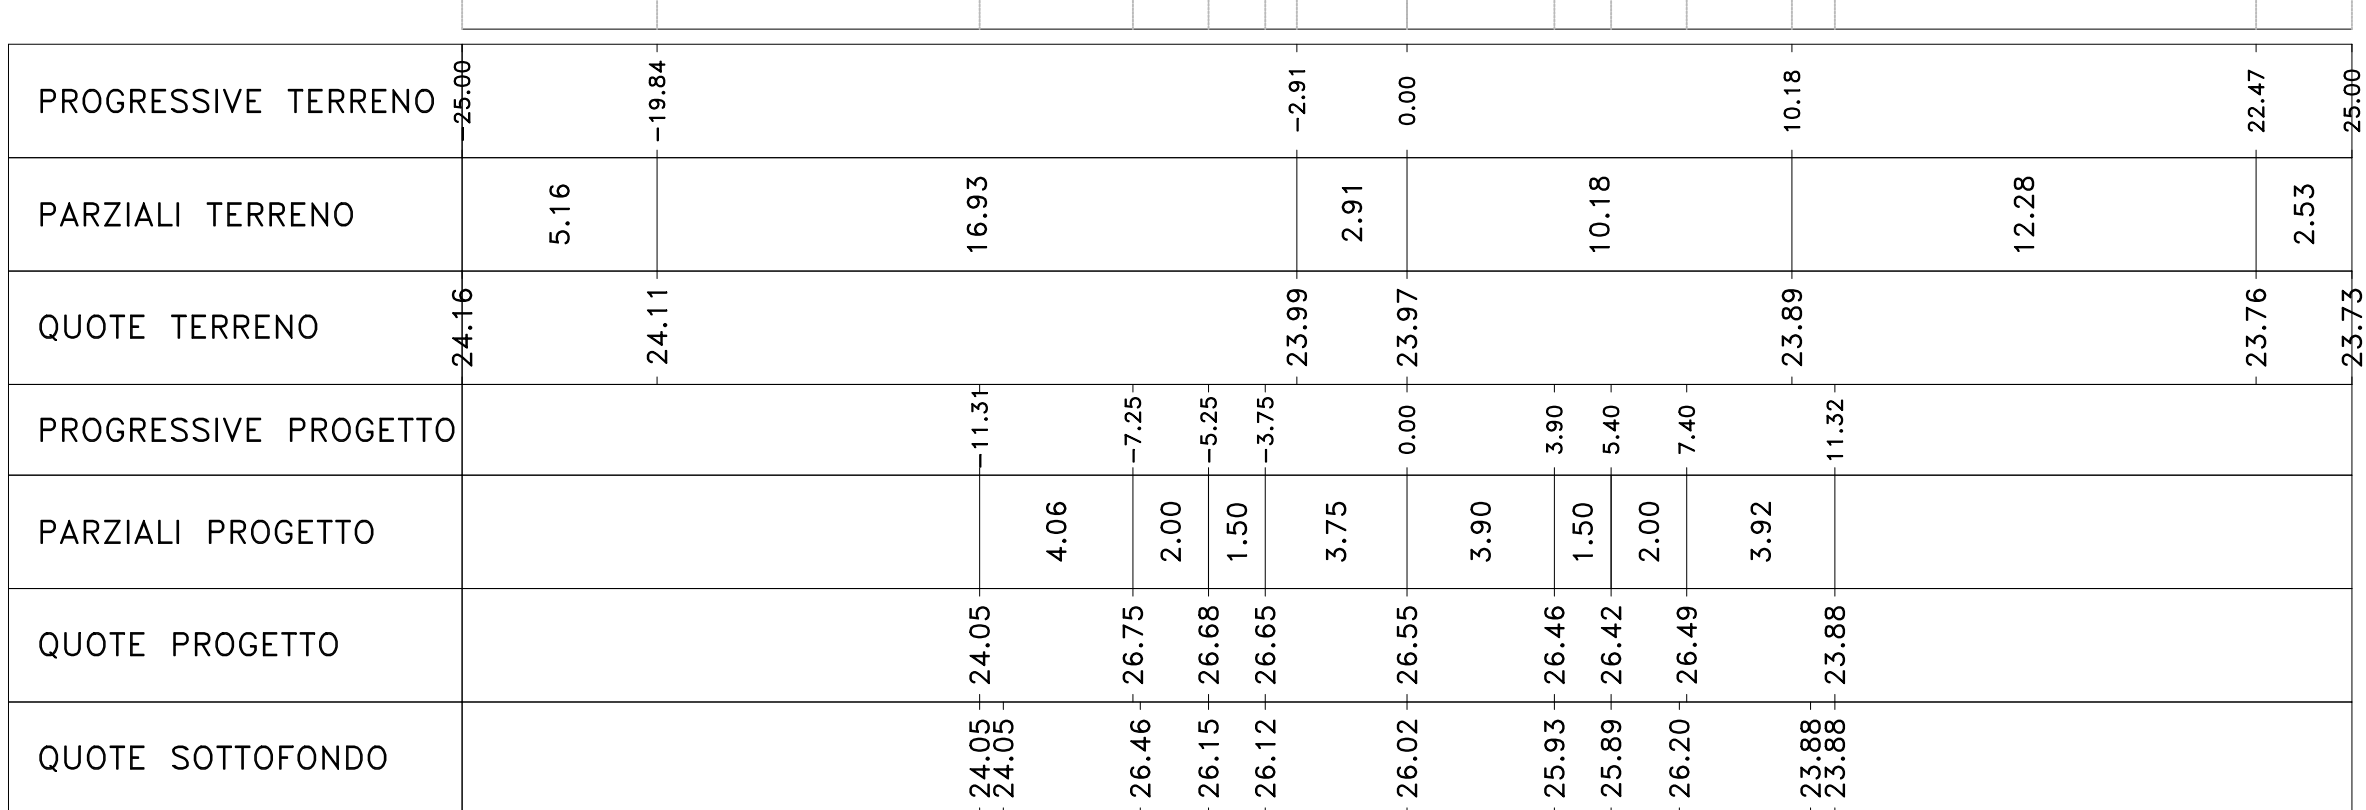 PROGRESSIVE TERRENO -25.00 -19.84 -2.91 0.00 10.18 22.47 25.00
PARZIALI TERRENO 5.16 16.93 2.91 10.18 12.28 2.53
QUOTE TERRENO 24.16 24.11 23.99 23.97 23.89 23.76 23.73
PROGRESSIVE PROGETTO -11.31 -7.25 -5.25 -3.75 0.00 3.90 5.40 7.40 11.32
PARZIALI PROGETTO 4.06 2.00 1.50 3.75 3.90 1.50 2.00 3.92
QUOTE PROGETTO 24.05 26.75 26.68 26.65 26.55 26.46 26.42 26.49 23.88
QUOTE SOTTOFONDO 24.05 24.05 26.46 26.15 26.12 26.02 25.93 25.89 26.20 23.88 23.88